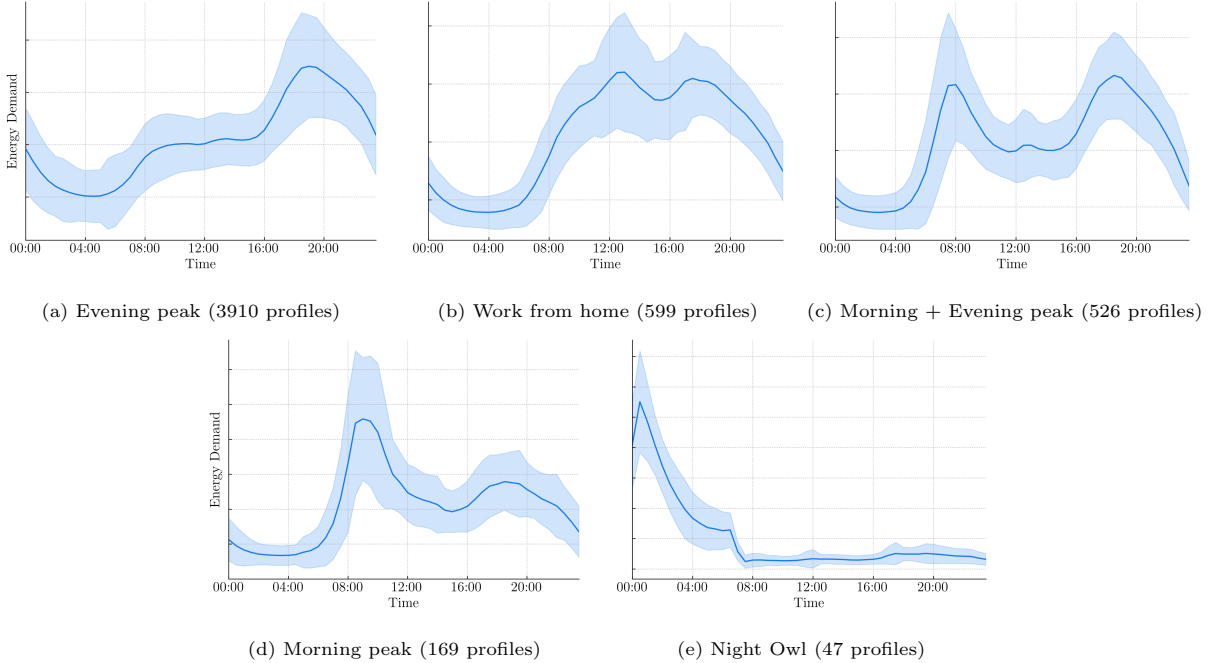 Energy Demand
00:00 04:00 08:00 12:00 16:00 20:00
Time
00:00 04:00 08:00 12:00 16:00 20:00
Time
00:00 04:00 08:00 12:00 16:00 20:00
Time
(a) Evening peak (3910 profiles)
(b) Work from home (599 profiles)
(c) Morning + Evening peak (526 profiles)
Energy Demand
00:00 04:00 08:00 12:00 16:00 20:00
Time
00:00 04:00 08:00 12:00 16:00 20:00
Time
(d) Morning peak (169 profiles)
(e) Night Owl (47 profiles)